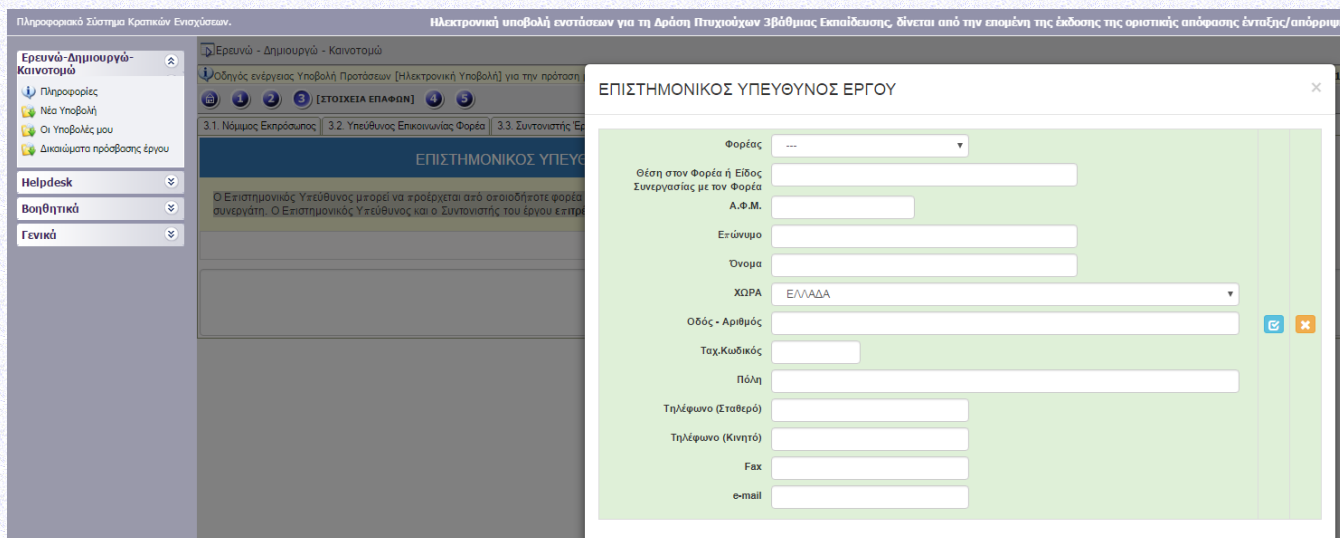 Πληροφοριακό Σύστημα Κρατικών Ενισχύσεων.
Ηλεκτρονική υποβολή ενστάσεων για τη Δράση Πτυχιούχων 3βάθμιας Εκπαίδευσης, δίνεται από την επομένη της έκδοσης της οριστικής απόφασης ένταξης/απόρριψ
Ερευνώ-Δημιουργώ-
Καινοτομώ
Πληροφορίες
Νέα Υποβολή
Οι Υποβολές μου
Δικαιώματα πρόσβασης έργου
Helpdesk
Βοηθητικά
Γενικά
Ερευνώ - Δημιουργώ - Καινοτομώ
Οδηγός ενέργειας Υποβολή Προτάσεων [Ηλεκτρονική Υποβολή] για την πρόταση
1 2 3 [ΣΤΟΙΧΕΙΑ ΕΠΑΦΩΝ] 4 5
3.1. Νόμιμος Εκπρόσωπος 3.2. Υπεύθυνος Επικοινωνίας Φορέα 3.3. Συντονιστής Έρ
ΕΠΙΣΤΗΜΟΝΙΚΟΣ ΥΠΕΥΘ
Ο Επιστημονικός Υπεύθυνος μπορεί να προέρχεται από οποιοδήποτε φορέα
συνεργάτη. Ο Επιστημονικός Υπεύθυνος και ο Συντονιστής του έργου επιτρέ
ΕΠΙΣΤΗΜΟΝΙΚΟΣ ΥΠΕΥΘΥΝΟΣ ΕΡΓΟΥ ×
Φορέας ---
Θέση στον Φορέα ή Είδος
Συνεργασίας με τον Φορέα
Α.Φ.Μ.
Επώνυμο
Όνομα
ΧΩΡΑ ΕΛΛΑΔΑ
Οδός - Αριθμός
Ταχ.Κωδικός
Πόλη
Τηλέφωνο (Σταθερό)
Τηλέφωνο (Κινητό)
Fax
e-mail